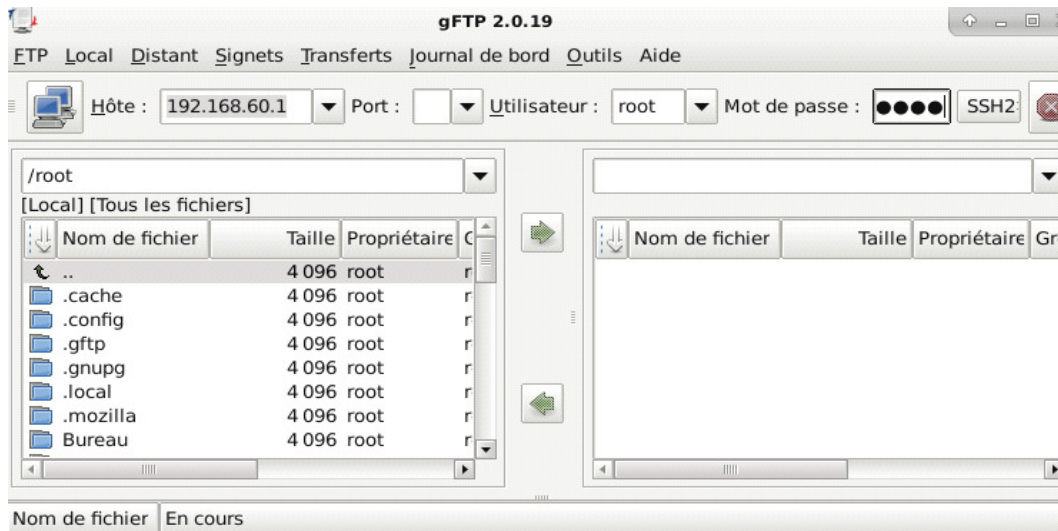 gFTP 2.0.19
FTP Local Distant Signets Transferts Journal de bord Outils Aide
Hôte : 192.168.60.1 Port : Utilisateur : root Mot de passe : ●●●● SSH2
/root
[Local] [Tous les fichiers]
Nom de fichier Taille Propriétaire
Nom de fichier Taille Propriétaire Gr
.. 4 096 root r
.cache 4 096 root r
.config 4 096 root r
.gftp 4 096 root r
.gnupg 4 096 root r
.local 4 096 root r
.mozilla 4 096 root r
Bureau 4 096 root r
Nom de fichier En cours